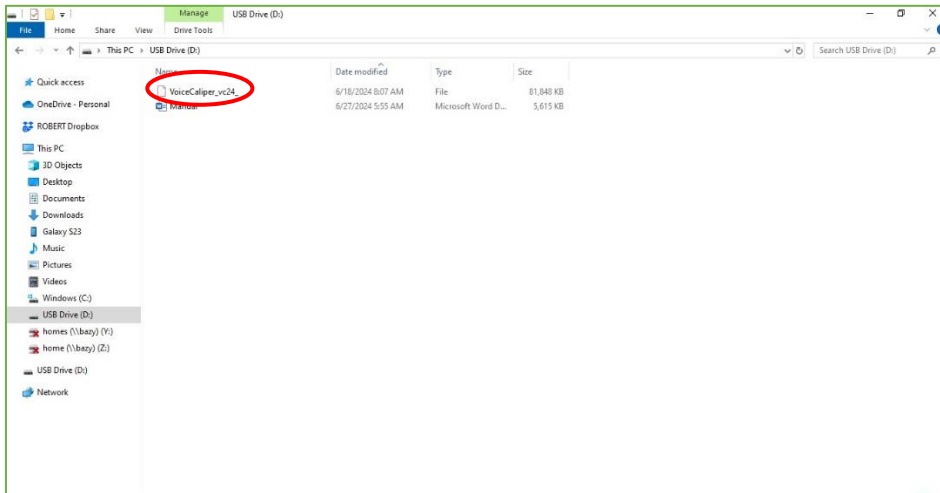 Manage USB Drive (D:)
File Home Share View Drive Tools
This PC > USB Drive (D:) Search USB Drive (D:)
Name Date modified Type Size
VoiceCaliper_vc24_ 6/18/2024 8:07 AM File 81,848 KB
Manual 6/27/2024 5:55 AM Microsoft Word D... 5,615 KB
Quick access
OneDrive - Personal
ROBERT Dropbox
This PC
3D Objects
Desktop
Documents
Downloads
Galaxy S23
Music
Pictures
Videos
Windows (C:)
USB Drive (D:)
homes (\\bazy) (Y:)
home (\\bazy) (Z:)
USB Drive (D:)
Network